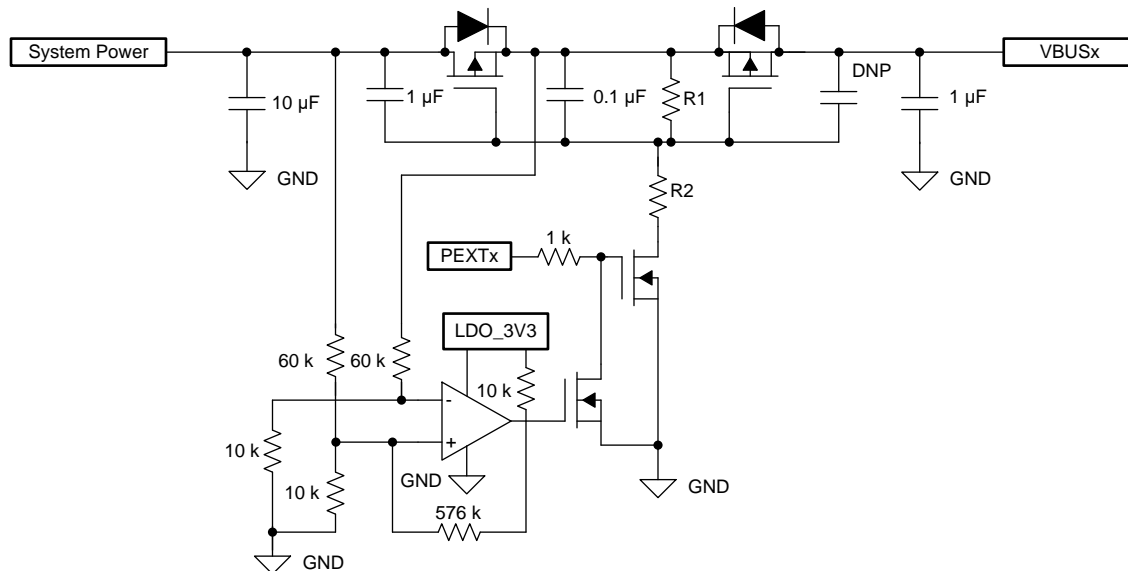 System Power
VBUSx
DNP
10 µF
1 µF
0.1 µF
R1
1 µF
GND
GND
R2
1 k
PEXTx
LDO_3V3
60 k
60 k
10 k
-
+
10 k
10 k
GND
GND
576 k
GND